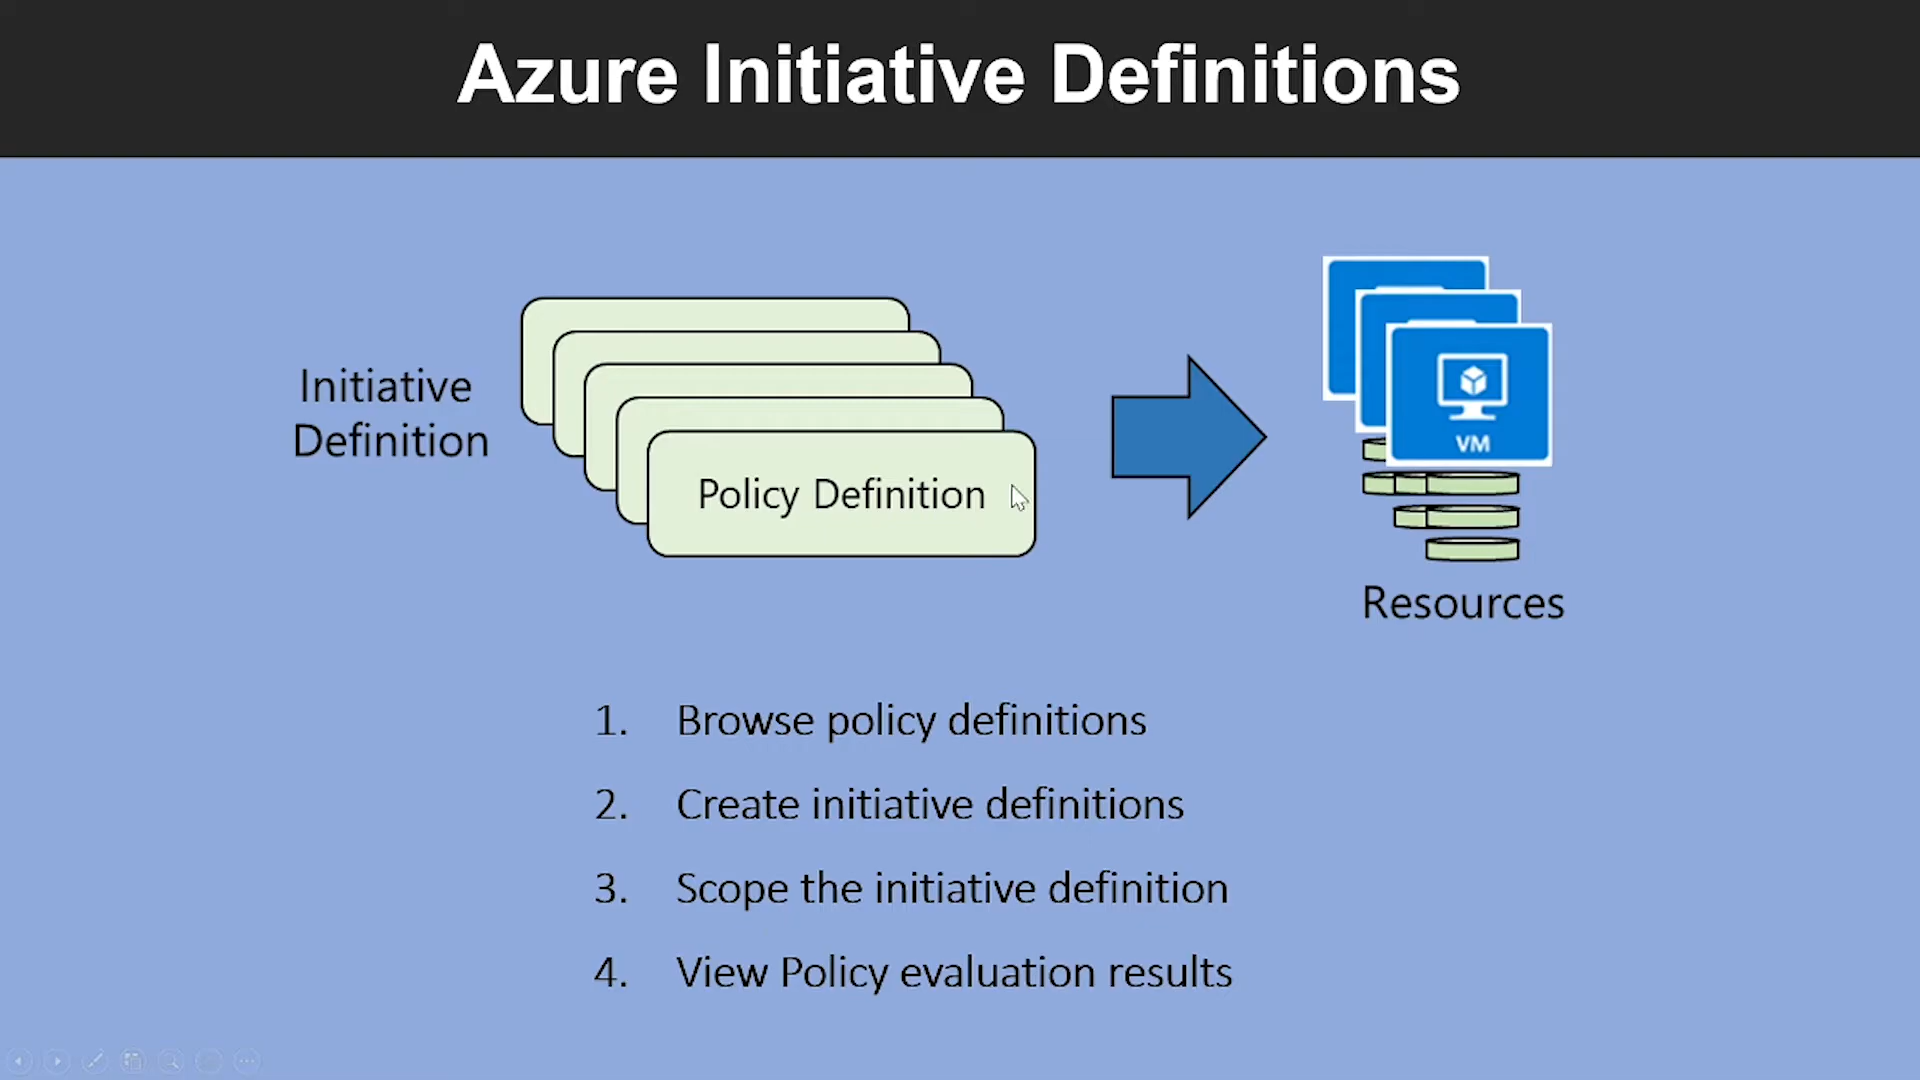 Azure Initiative Definitions
Initiative
Definition
Policy Definition
VM
Resources
1. Browse policy definitions
2. Create initiative definitions
3. Scope the initiative definition
4. View Policy evaluation results